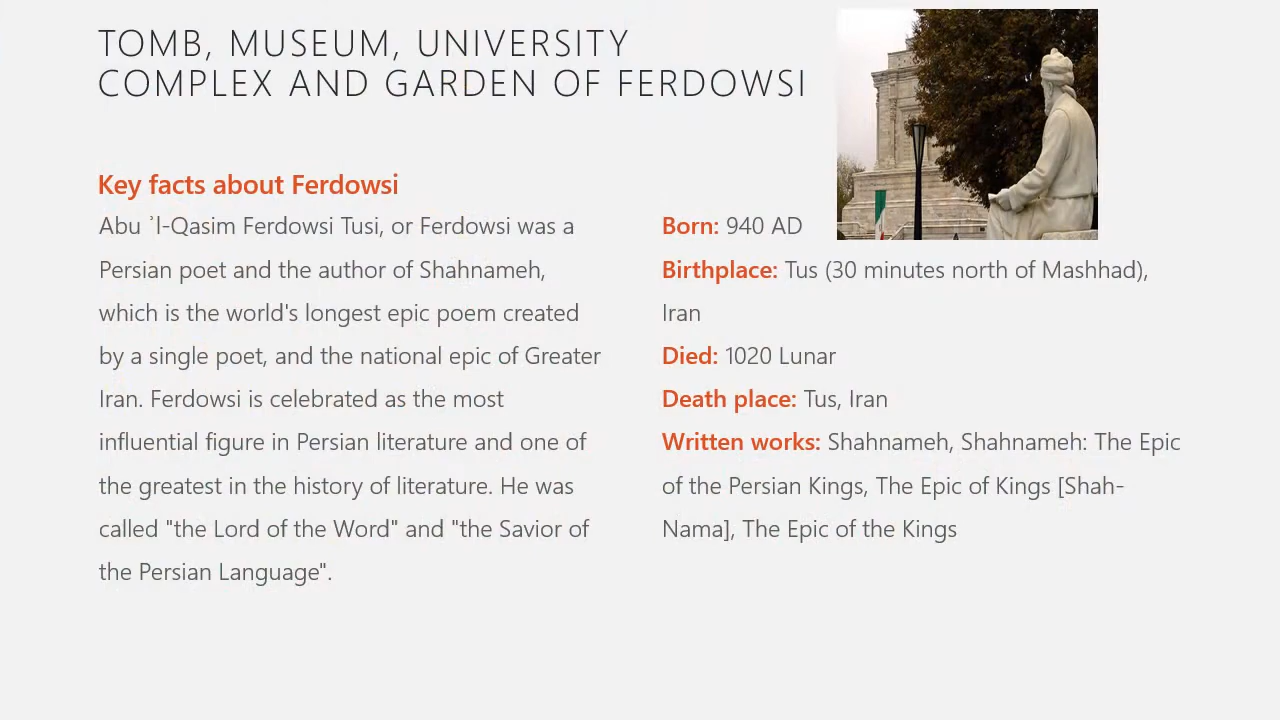 TOMB, MUSEUM, UNIVERSITY
COMPLEX AND GARDEN OF FERDOWSI
Key facts about Ferdowsi
Abu ʾl-Qasim Ferdowsi Tusi, or Ferdowsi was a
Persian poet and the author of Shahnameh,
which is the world's longest epic poem created
by a single poet, and the national epic of Greater
Iran. Ferdowsi is celebrated as the most
influential figure in Persian literature and one of
the greatest in the history of literature. He was
called "the Lord of the Word" and "the Savior of
the Persian Language".
Born: 940 AD
Birthplace: Tus (30 minutes north of Mashhad),
Iran
Died: 1020 Lunar
Death place: Tus, Iran
Written works: Shahnameh, Shahnameh: The Epic
of the Persian Kings, The Epic of Kings [Shah-
Nama], The Epic of the Kings